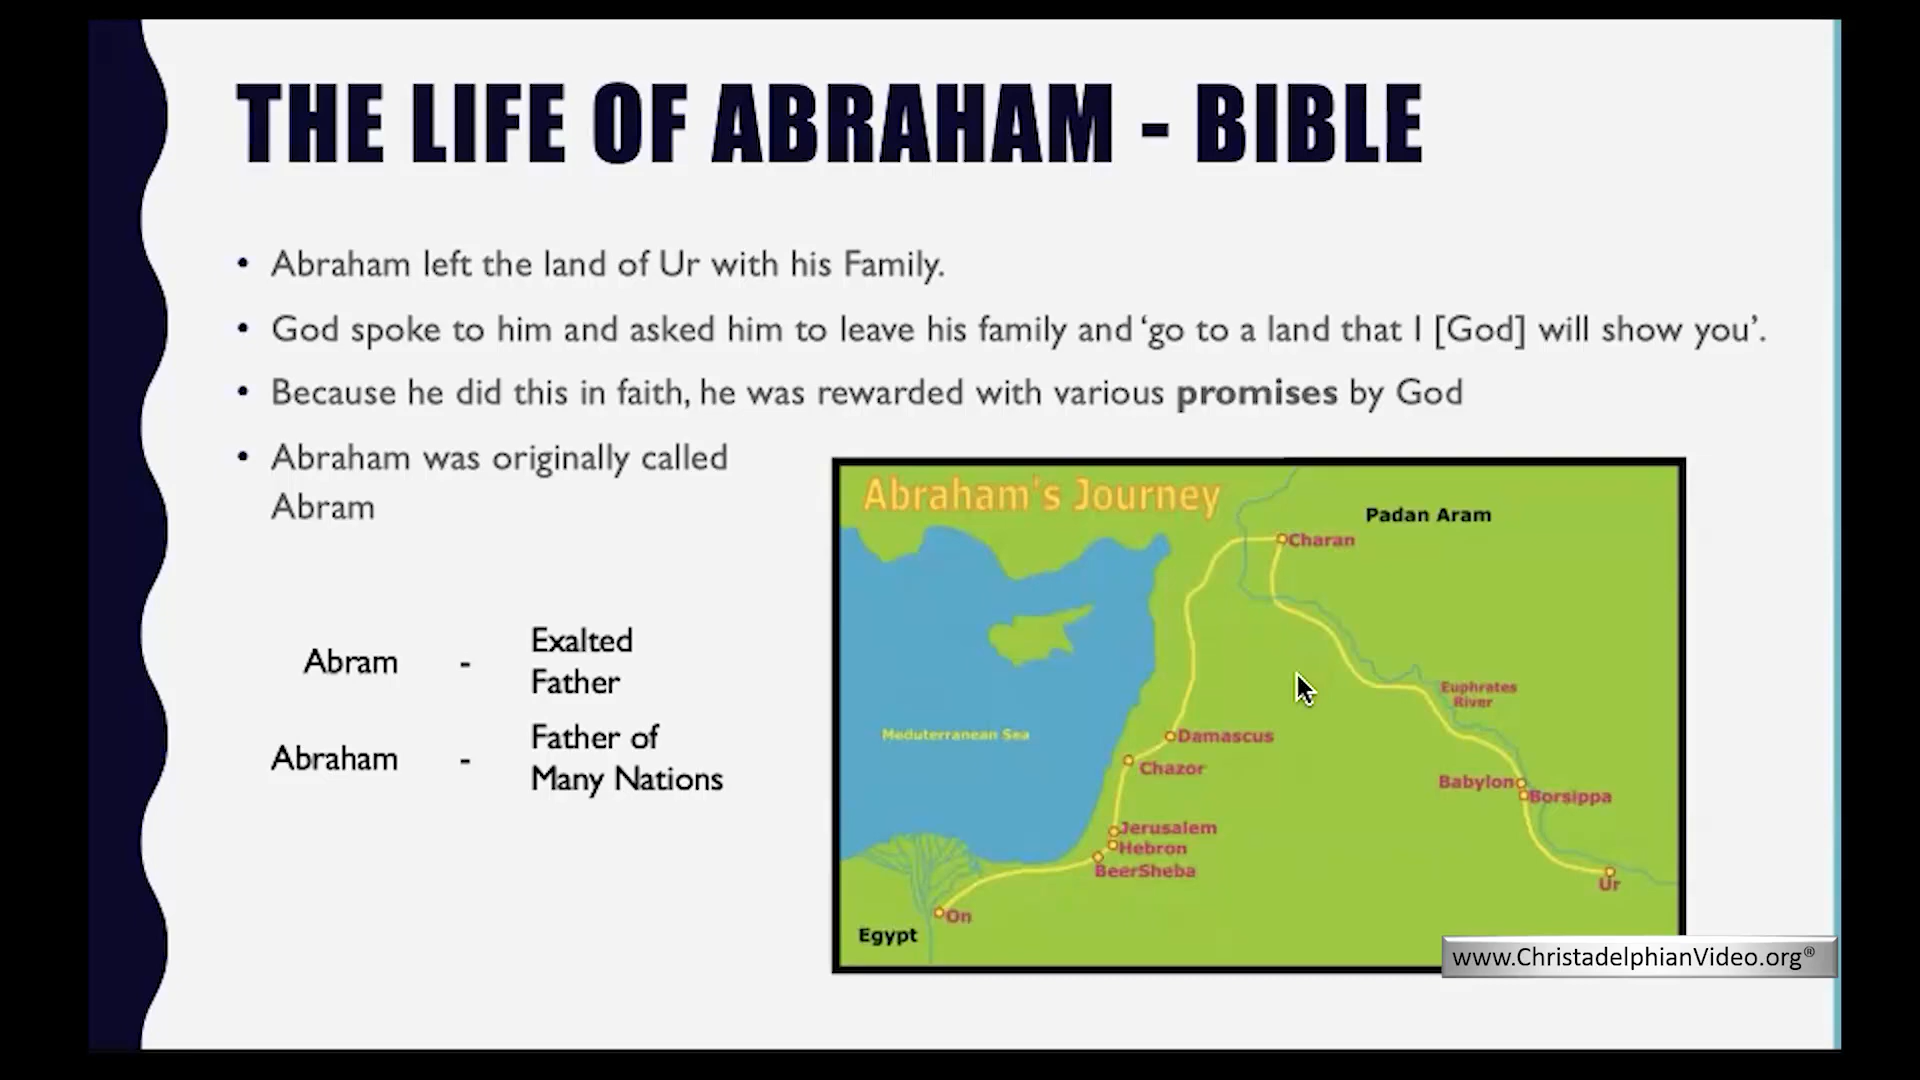 THE LIFE OF ABRAHAM - BIBLE
• Abraham left the land of Ur with his Family.
• God spoke to him and asked him to leave his family and ‘go to a land that I [God] will show you’.
• Because he did this in faith, he was rewarded with various promises by God
• Abraham was originally called
Abram
Abram - Exalted
Father
Abraham - Father of
Many Nations
Abraham's Journey
Padan Aram
Charan
Euphrates
River
Meduterranean Sea
Damascus
Chazor
Babylon
Borsippa
Jerusalem
Hebron
BeerSheba
Ur
On
Egypt
www.ChristadelphianVideo.org®